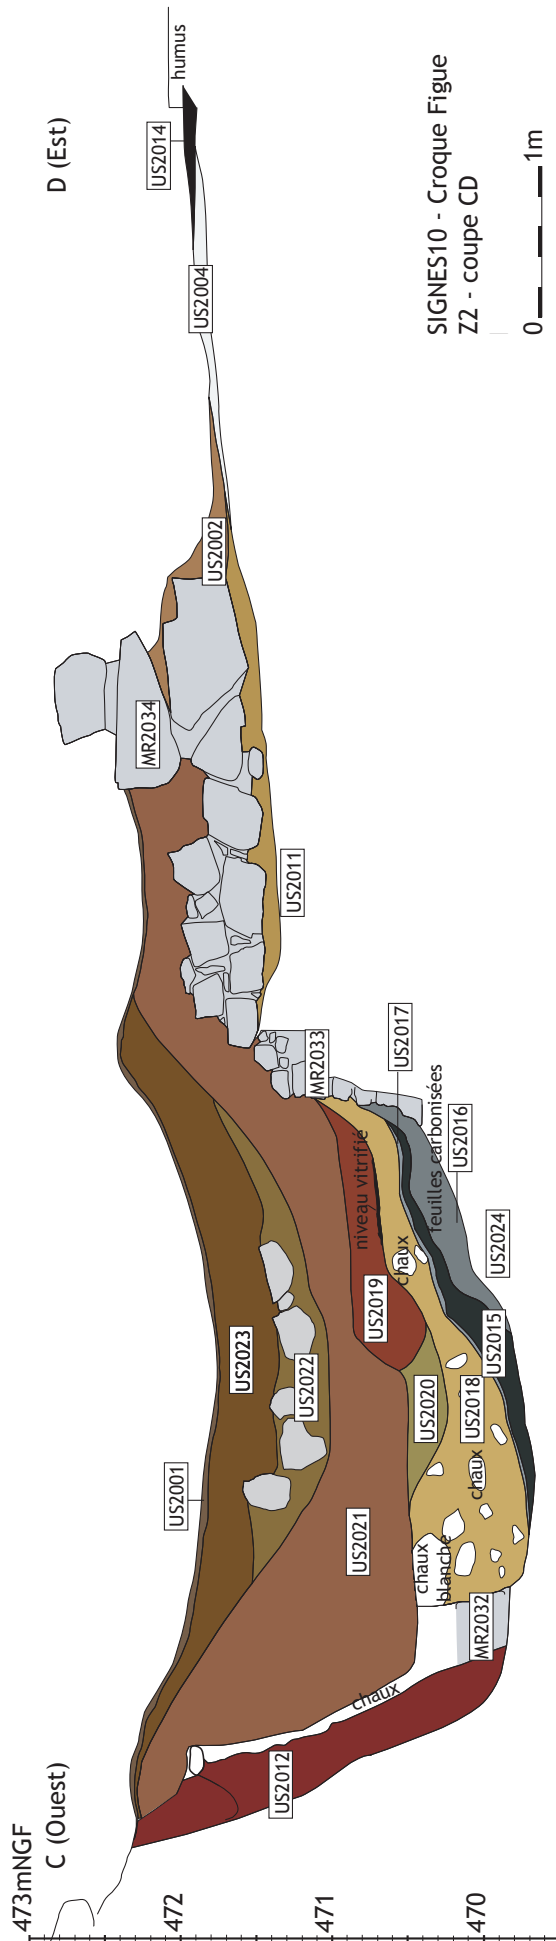 473mNGF
C (Ouest)
D (Est)
472
471
470
US2012
chaux
MR2032
chaux
blanche
US2001
US2021
US2023
US2022
US2020
US2018
chaux
US2019
US2015
niveau vitrifié
chaux
feuilles carbonisées
US2024
US2016
US2017
MR2033
US2011
MR2034
US2002
US2004
US2014
humus
SIGNES10 - Croque Figue
Z2 - coupe CD
0
1m